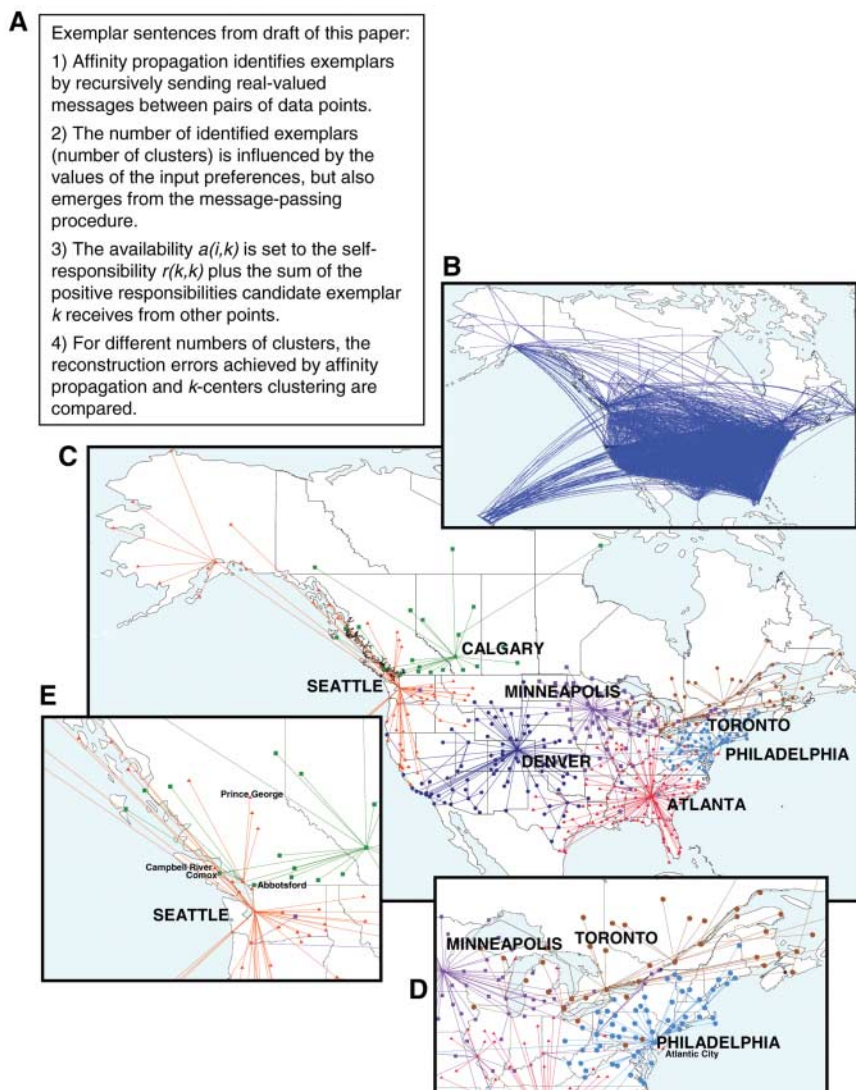 A
Exemplar sentences from draft of this paper:
1) Affinity propagation identifies exemplars
by recursively sending real-valued
messages between pairs of data points.
2) The number of identified exemplars
(number of clusters) is influenced by the
values of the input preferences, but also
emerges from the message-passing
procedure.
3) The availability a(i,k) is set to the self-
responsibility r(k,k) plus the sum of the
positive responsibilities candidate exemplar
k receives from other points.
4) For different numbers of clusters, the
reconstruction errors achieved by affinity
propagation and k-centers clustering are
compared.
B
C
CALGARY
SEATTLE
MINNEAPOLIS
TORONTO
DENVER
PHILADELPHIA
ATLANTA
E
Prince George
Campbell River
Comox
Abbotsford
SEATTLE
D
MINNEAPOLIS
TORONTO
PHILADELPHIA
Atlantic City